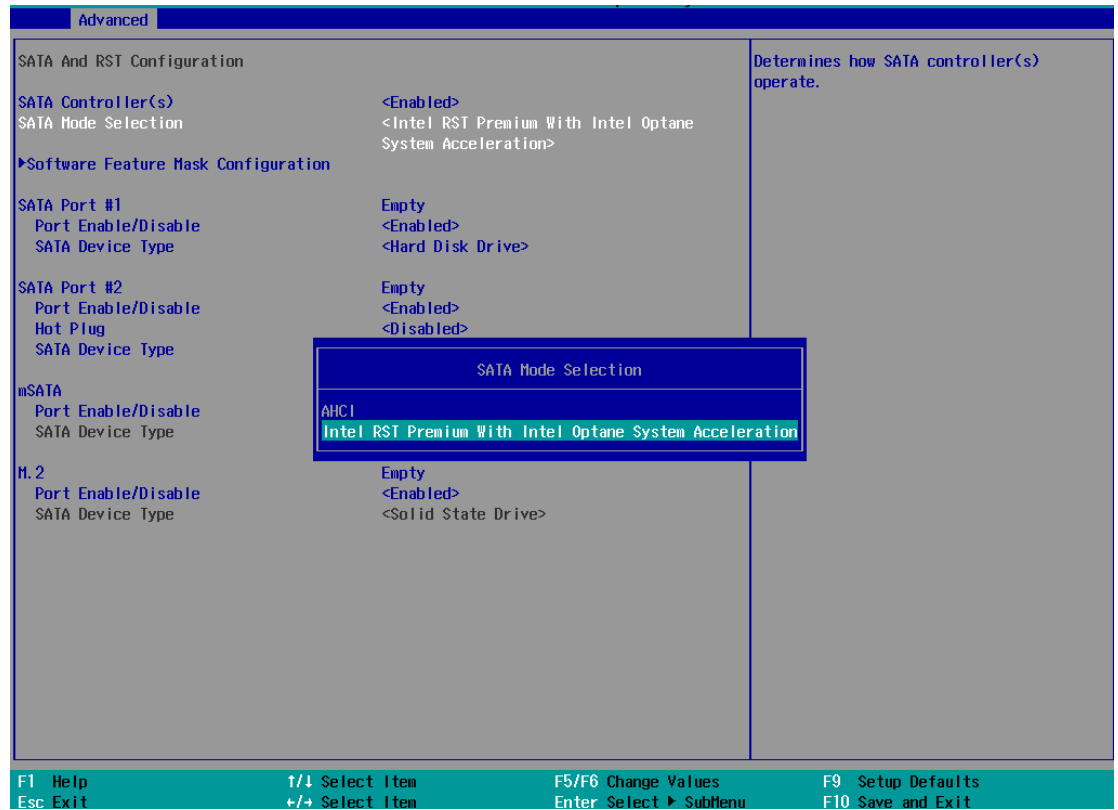 Advanced
SATA And RST Configuration
Determines how SATA controller(s)
operate.
SATA Controller(s) <Enabled>
SATA Mode Selection <Intel RST Premium With Intel Optane
System Acceleration>
▶Software Feature Mask Configuration
SATA Port #1 Empty
Port Enable/Disable <Enabled>
SATA Device Type <Hard Disk Drive>
SATA Port #2 Empty
Port Enable/Disable <Enabled>
Hot Plug <Disabled>
SATA Device Type
mSATA
Port Enable/Disable
SATA Device Type
SATA Mode Selection
AHCI
Intel RST Premium With Intel Optane System Acceleration
M.2 Empty
Port Enable/Disable <Enabled>
SATA Device Type <Solid State Drive>
F1 Help ↑/↓ Select Item F5/F6 Change Values F9 Setup Defaults
Esc Exit ←/→ Select Item Enter Select ▶ SubMenu F10 Save and Exit